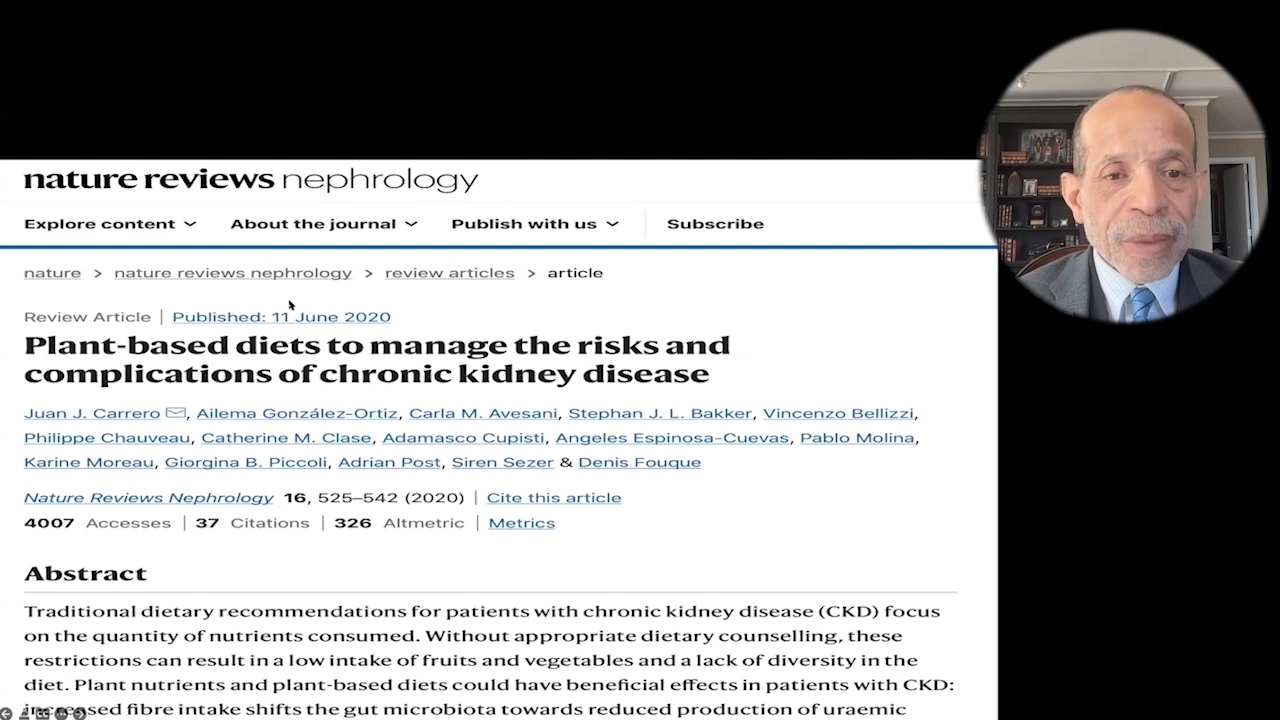 nature reviews nephrology
Explore content About the journal Publish with us Subscribe
nature > nature reviews nephrology > review articles > article
Review Article | Published: 11 June 2020
Plant-based diets to manage the risks and
complications of chronic kidney disease
Juan J. Carrero, Ailema González-Ortiz, Carla M. Avesani, Stephan J. L. Bakker, Vincenzo Bellizzi,
Philippe Chauveau, Catherine M. Clase, Adamasco Cupisti, Angeles Espinosa-Cuevas, Pablo Molina,
Karine Moreau, Giorgina B. Piccoli, Adrian Post, Siren Sezer & Denis Fouque
Nature Reviews Nephrology 16, 525–542 (2020) | Cite this article
4007 Accesses | 37 Citations | 326 Altmetric | Metrics
Abstract
Traditional dietary recommendations for patients with chronic kidney disease (CKD) focus
on the quantity of nutrients consumed. Without appropriate dietary counselling, these
restrictions can result in a low intake of fruits and vegetables and a lack of diversity in the
diet. Plant nutrients and plant-based diets could have beneficial effects in patients with CKD:
increased fibre intake shifts the gut microbiota towards reduced production of uraemic